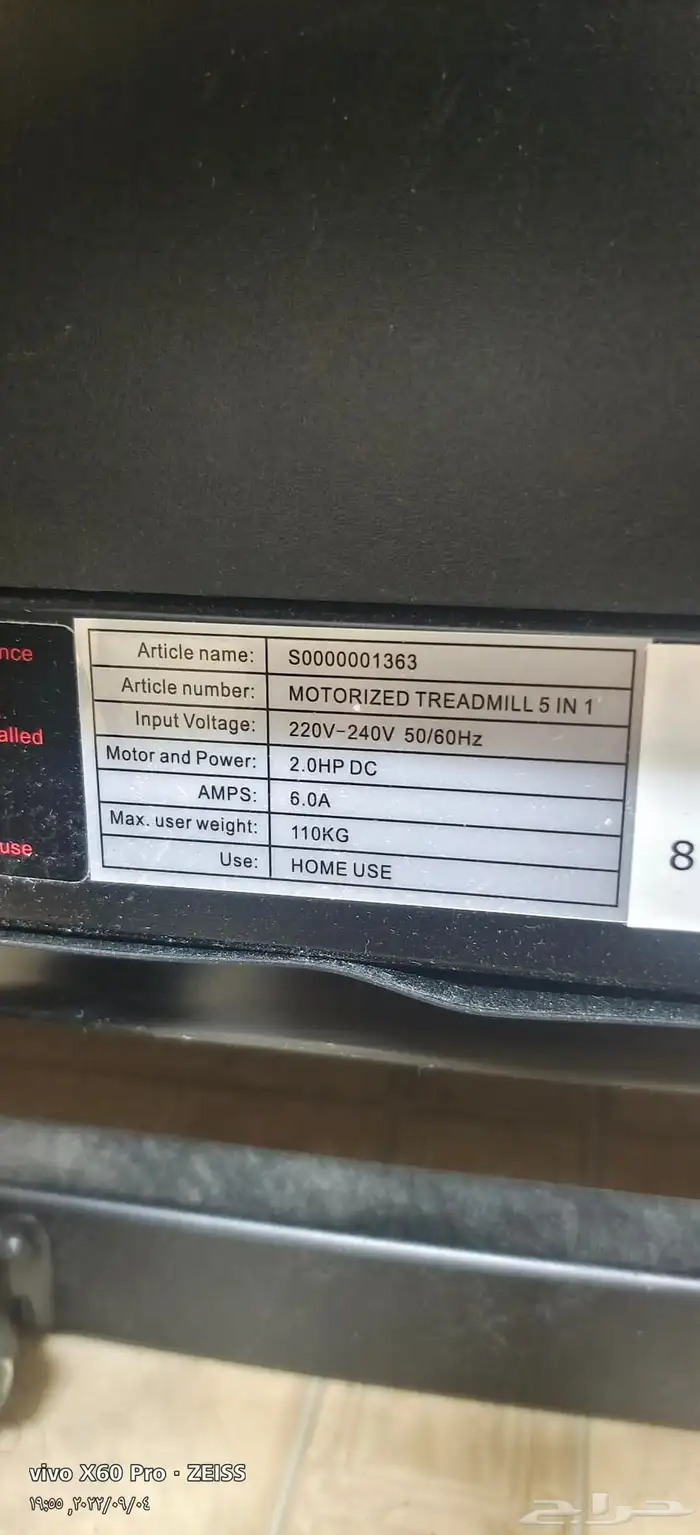 nce
alled
use
Article name: S0000001363
Article number: MOTORIZED TREADMILL 5 IN 1
Input Voltage: 220V-240V 50/60Hz
Motor and Power: 2.0HP DC
AMPS: 6.0A
Max. user weight: 110KG
Use: HOME USE
8
vivo X60 Pro · ZEISS
٢٠٢٢/٠٩/٠٤, ١٩:٥٥
حراج